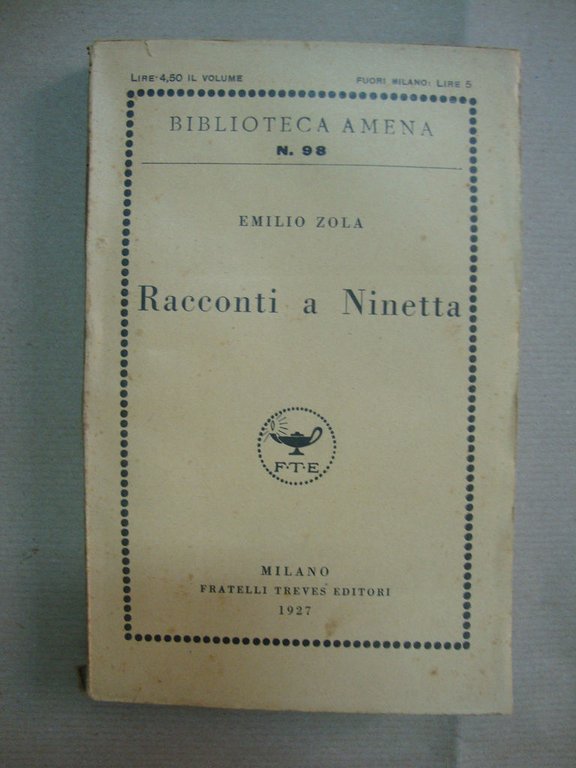 LIRE 4,50 IL VOLUME FUORI MILANO: LIRE 5
BIBLIOTECA AMENA
N. 98
EMILIO ZOLA
Racconti a Ninetta
F·T·E
MILANO
FRATELLI TREVES EDITORI
1927